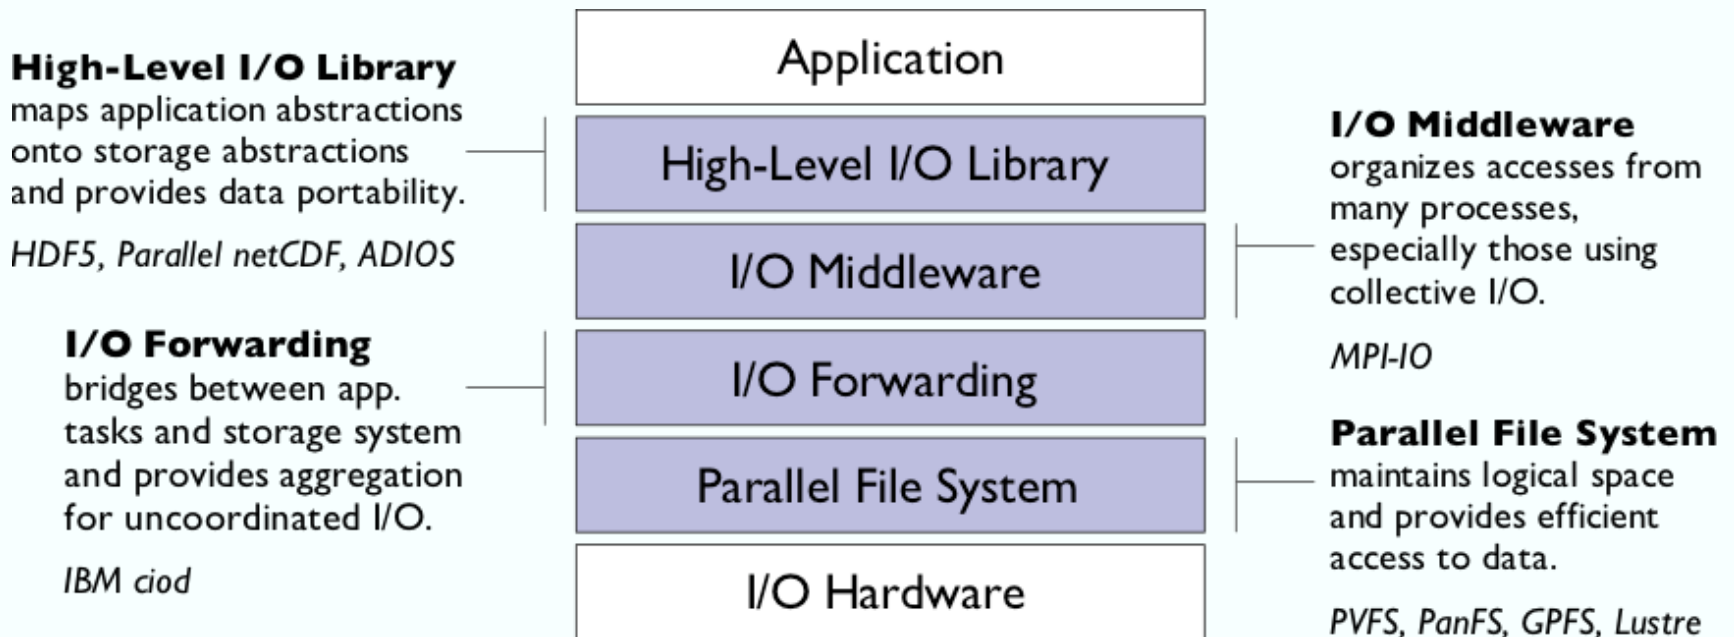 High-Level I/O Library
maps application abstractions
onto storage abstractions
and provides data portability.
HDF5, Parallel netCDF, ADIOS
I/O Forwarding
bridges between app.
tasks and storage system
and provides aggregation
for uncoordinated I/O.
IBM ciod
Application
High-Level I/O Library
I/O Middleware
I/O Forwarding
Parallel File System
I/O Hardware
I/O Middleware
organizes accesses from
many processes,
especially those using
collective I/O.
MPI-IO
Parallel File System
maintains logical space
and provides efficient
access to data.
PVFS, PanFS, GPFS, Lustre